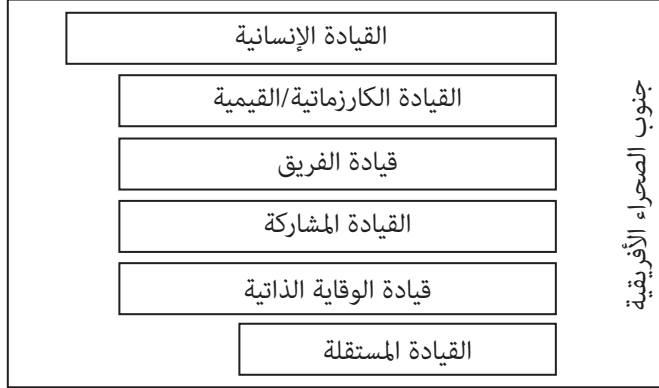 جنوب الصحراء الأفريقية
القيادة الإنسانية
القيادة الكارزماتية/القيمية
قيادة الفريق
القيادة المشاركة
قيادة الوقاية الذاتية
القيادة المستقلة